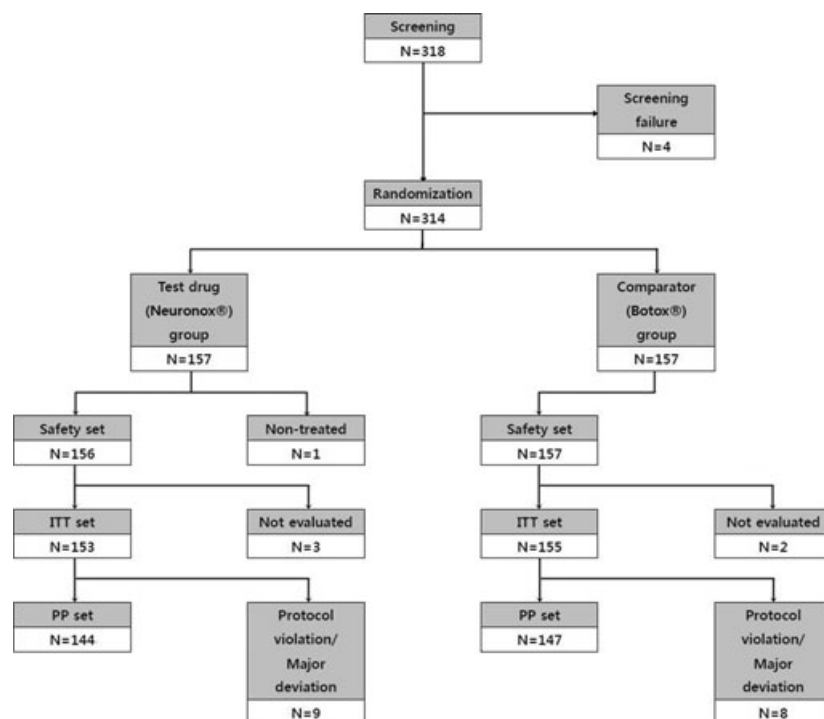 Screening
N=318
Screening
failure
N=4
Randomization
N=314
Test drug
(Neuronox®)
group
N=157
Comparator
(Botox®)
group
N=157
Safety set
N=156
Non-treated
N=1
Safety set
N=157
ITT set
N=153
Not evaluated
N=3
ITT set
N=155
Not evaluated
N=2
PP set
N=144
Protocol
violation/
Major
deviation
N=9
PP set
N=147
Protocol
violation/
Major
deviation
N=8